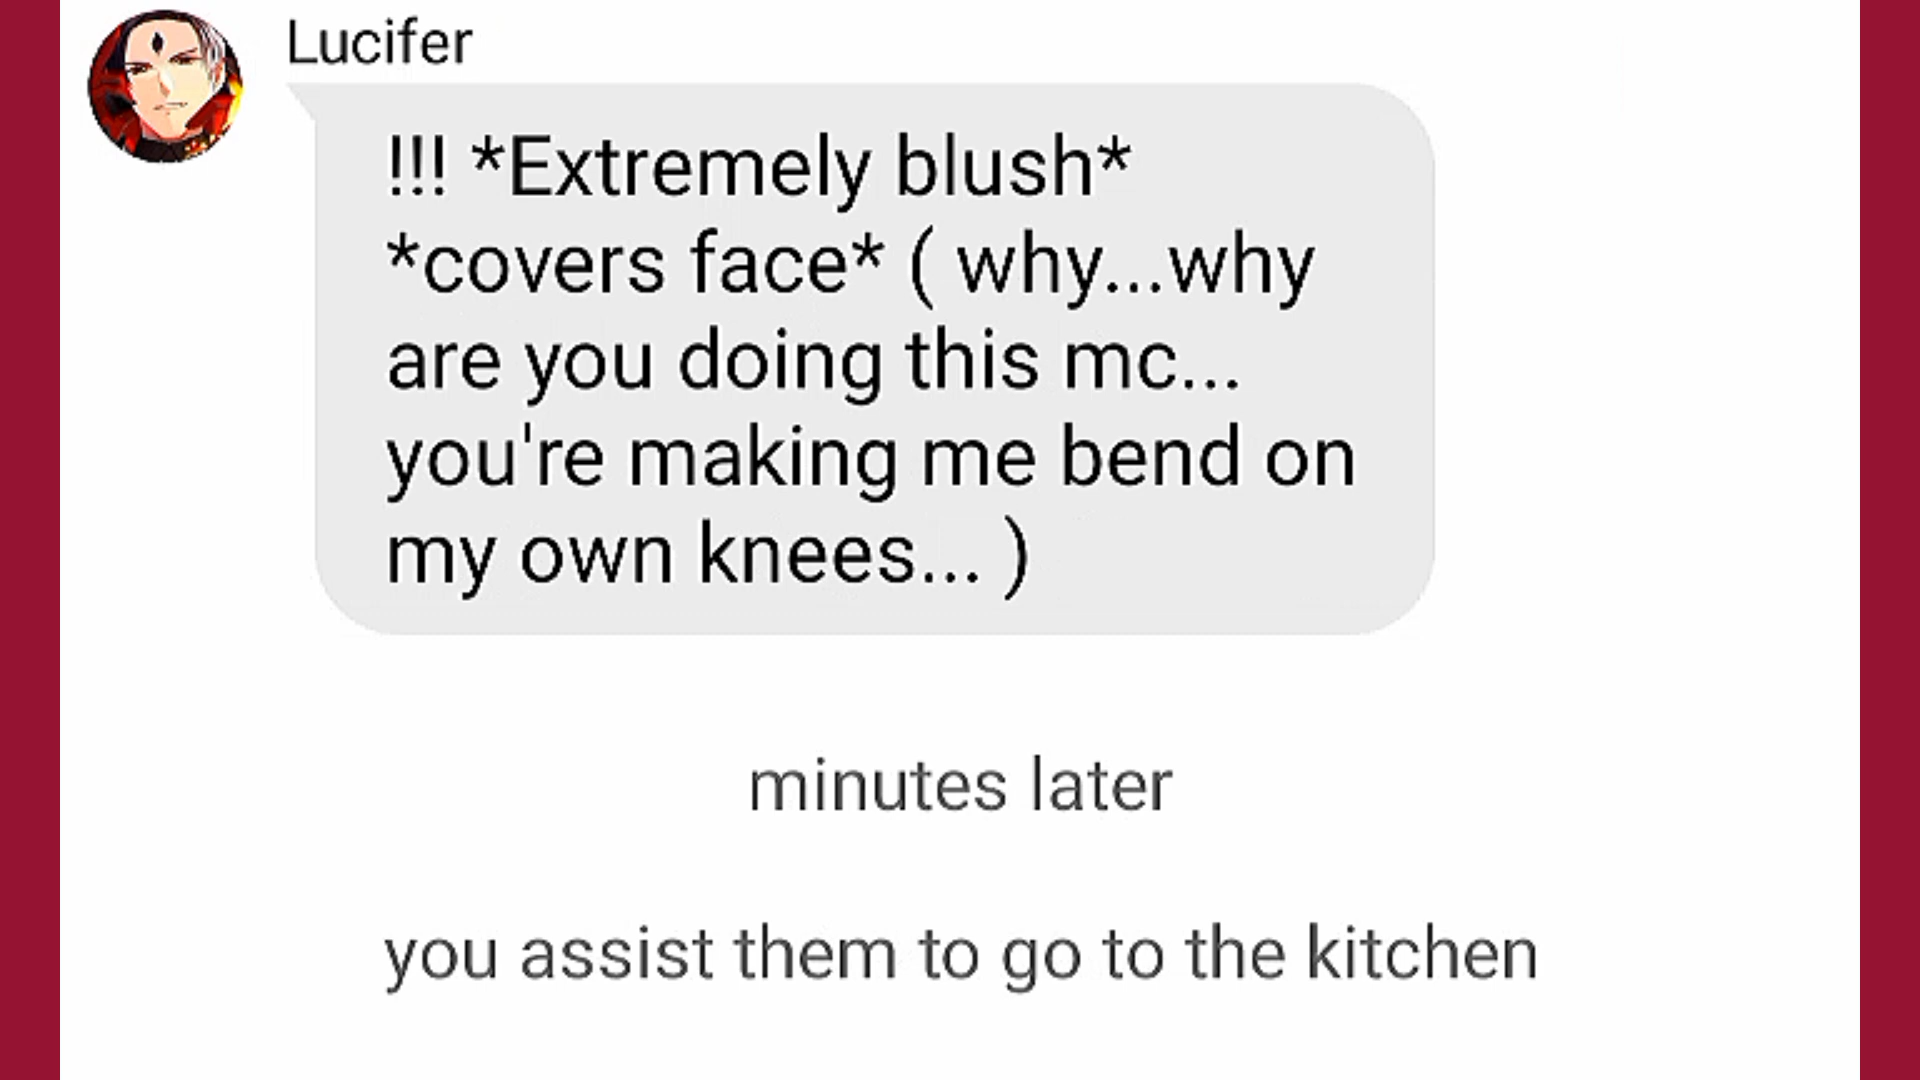 Lucifer
!!! *Extremely blush*
*covers face* ( why...why
are you doing this mc...
you're making me bend on
my own knees... )
minutes later
you assist them to go to the kitchen